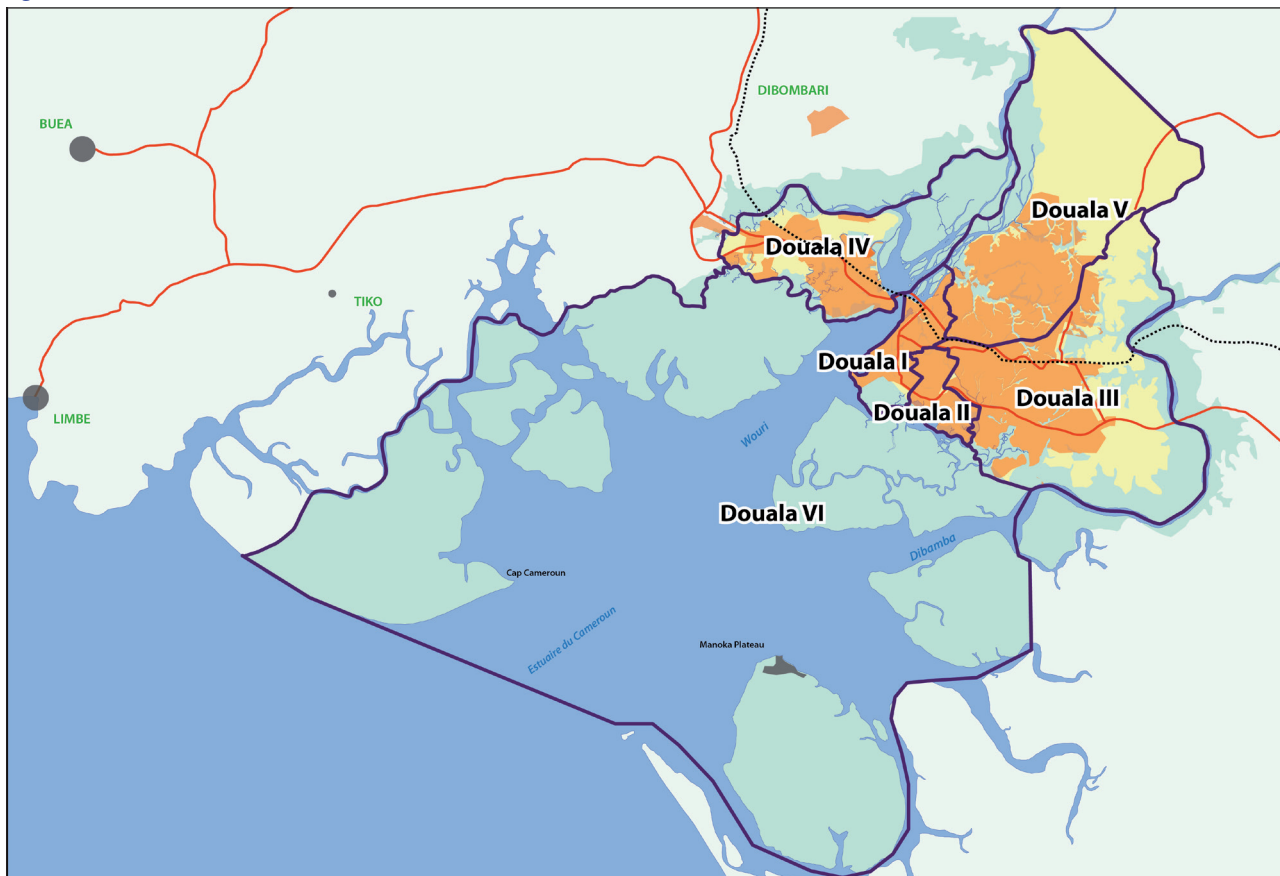 DIBOMBARI
BUEA
Douala V
Douala IV
TIKO
Douala I
Douala III
LIMBE
Douala II
Wouri
Douala VI
Dibamba
Cap Cameroun
Estuaire du Cameroun
Manoka Plateau